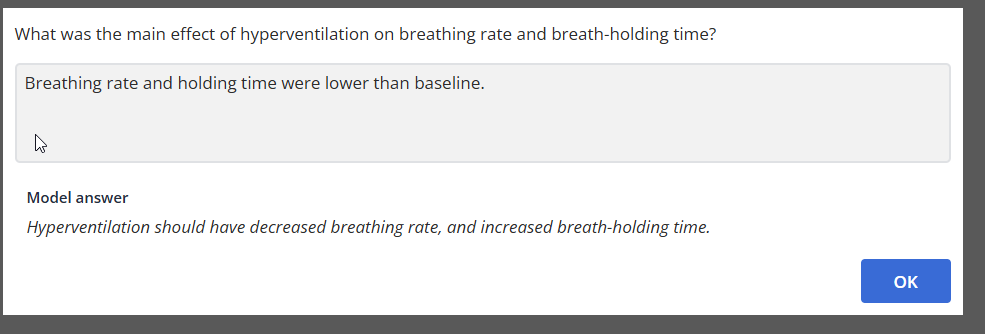 What was the main effect of hyperventilation on breathing rate and breath-holding time?
Breathing rate and holding time were lower than baseline.
Model answer
Hyperventilation should have decreased breathing rate, and increased breath-holding time.
OK